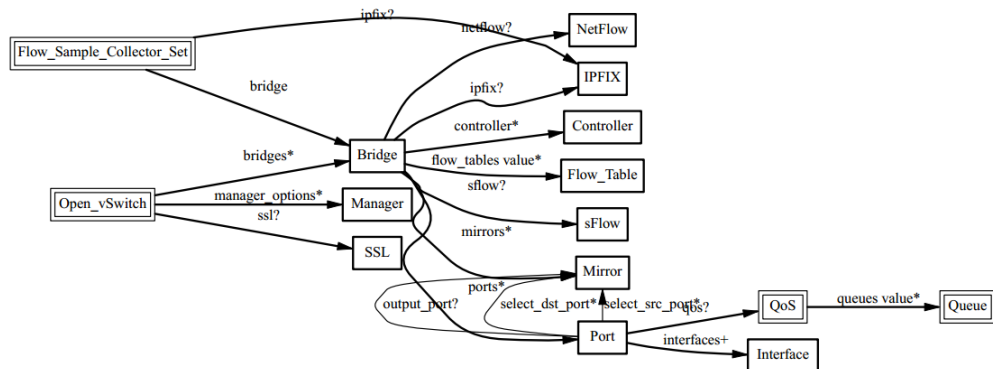 ipfix?
netflow?
NetFlow
Flow_Sample_Collector_Set
IPFIX
bridge
ipfix?
controller*
Controller
bridges*
Bridge
flow_tables value*
Flow_Table
sflow?
Open_vSwitch
manager_options*
Manager
ssl?
mirrors*
sFlow
SSL
Mirror
ports*
output_port?
select_dst_port*
select_src_port*
qos?
QoS
queues value*
Queue
Port
interfaces+
Interface